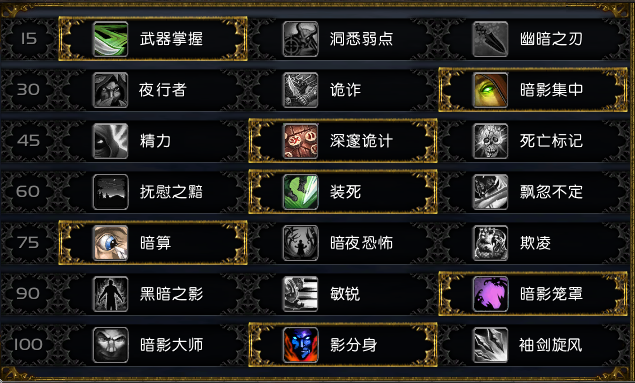 15 武器掌握 洞悉弱点 幽暗之刃
30 夜行者 诡诈 暗影集中
45 精力 深邃诡计 死亡标记
60 抚慰之黯 装死 飘忽不定
75 暗算 暗夜恐怖 欺凌
90 黑暗之影 敏锐 暗影笼罩
100 暗影大师 影分身 袖剑旋风